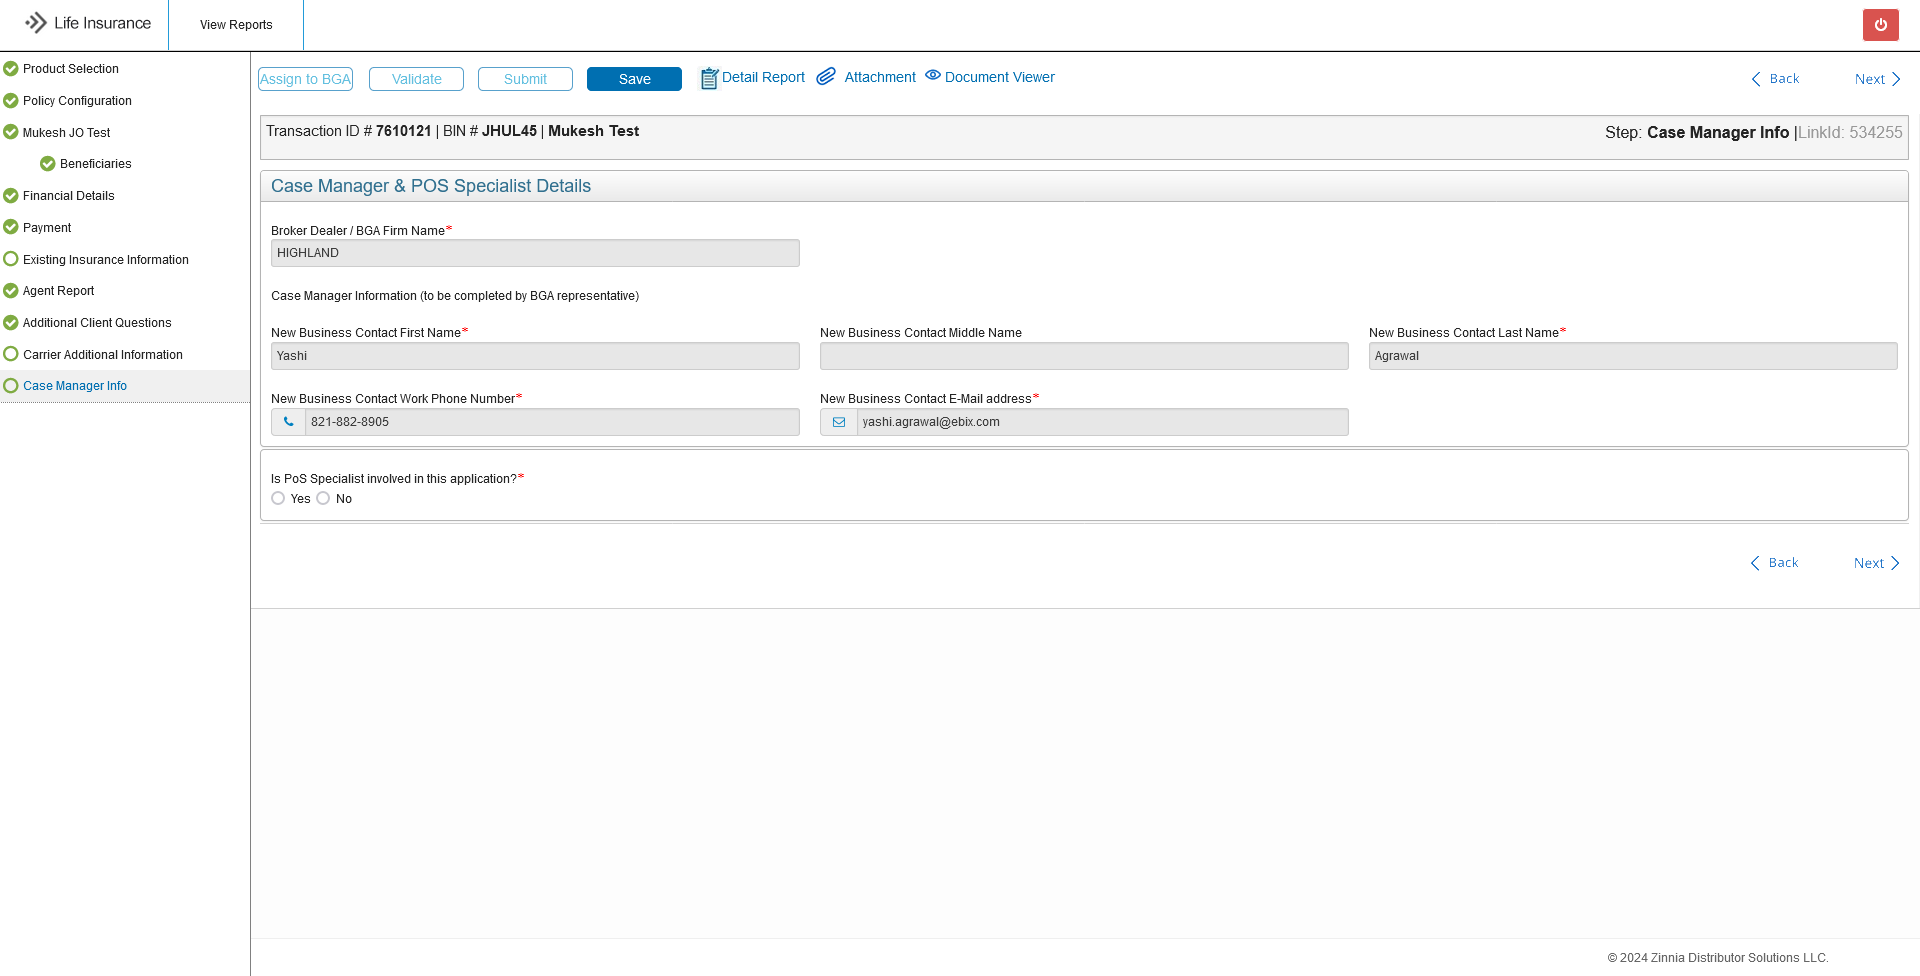 Life Insurance
View Reports
Product Selection
Policy Configuration
Mukesh JO Test
Beneficiaries
Financial Details
Payment
Existing Insurance Information
Agent Report
Additional Client Questions
Carrier Additional Information
Case Manager Info
Assign to BGA Validate Submit Save Detail Report Attachment Document Viewer Back Next
Transaction ID # 7610121 | BIN # JHUL45 | Mukesh Test
Step: Case Manager Info |LinkId: 534255
Case Manager & POS Specialist Details
Broker Dealer / BGA Firm Name*
HIGHLAND
Case Manager Information (to be completed by BGA representative)
New Business Contact First Name* New Business Contact Middle Name New Business Contact Last Name*
Yashi Agrawal
New Business Contact Work Phone Number* New Business Contact E-Mail address*
821-882-8905 yashi.agrawal@ebix.com
Is PoS Specialist involved in this application?*
Yes No
Back Next
© 2024 Zinnia Distributor Solutions LLC.